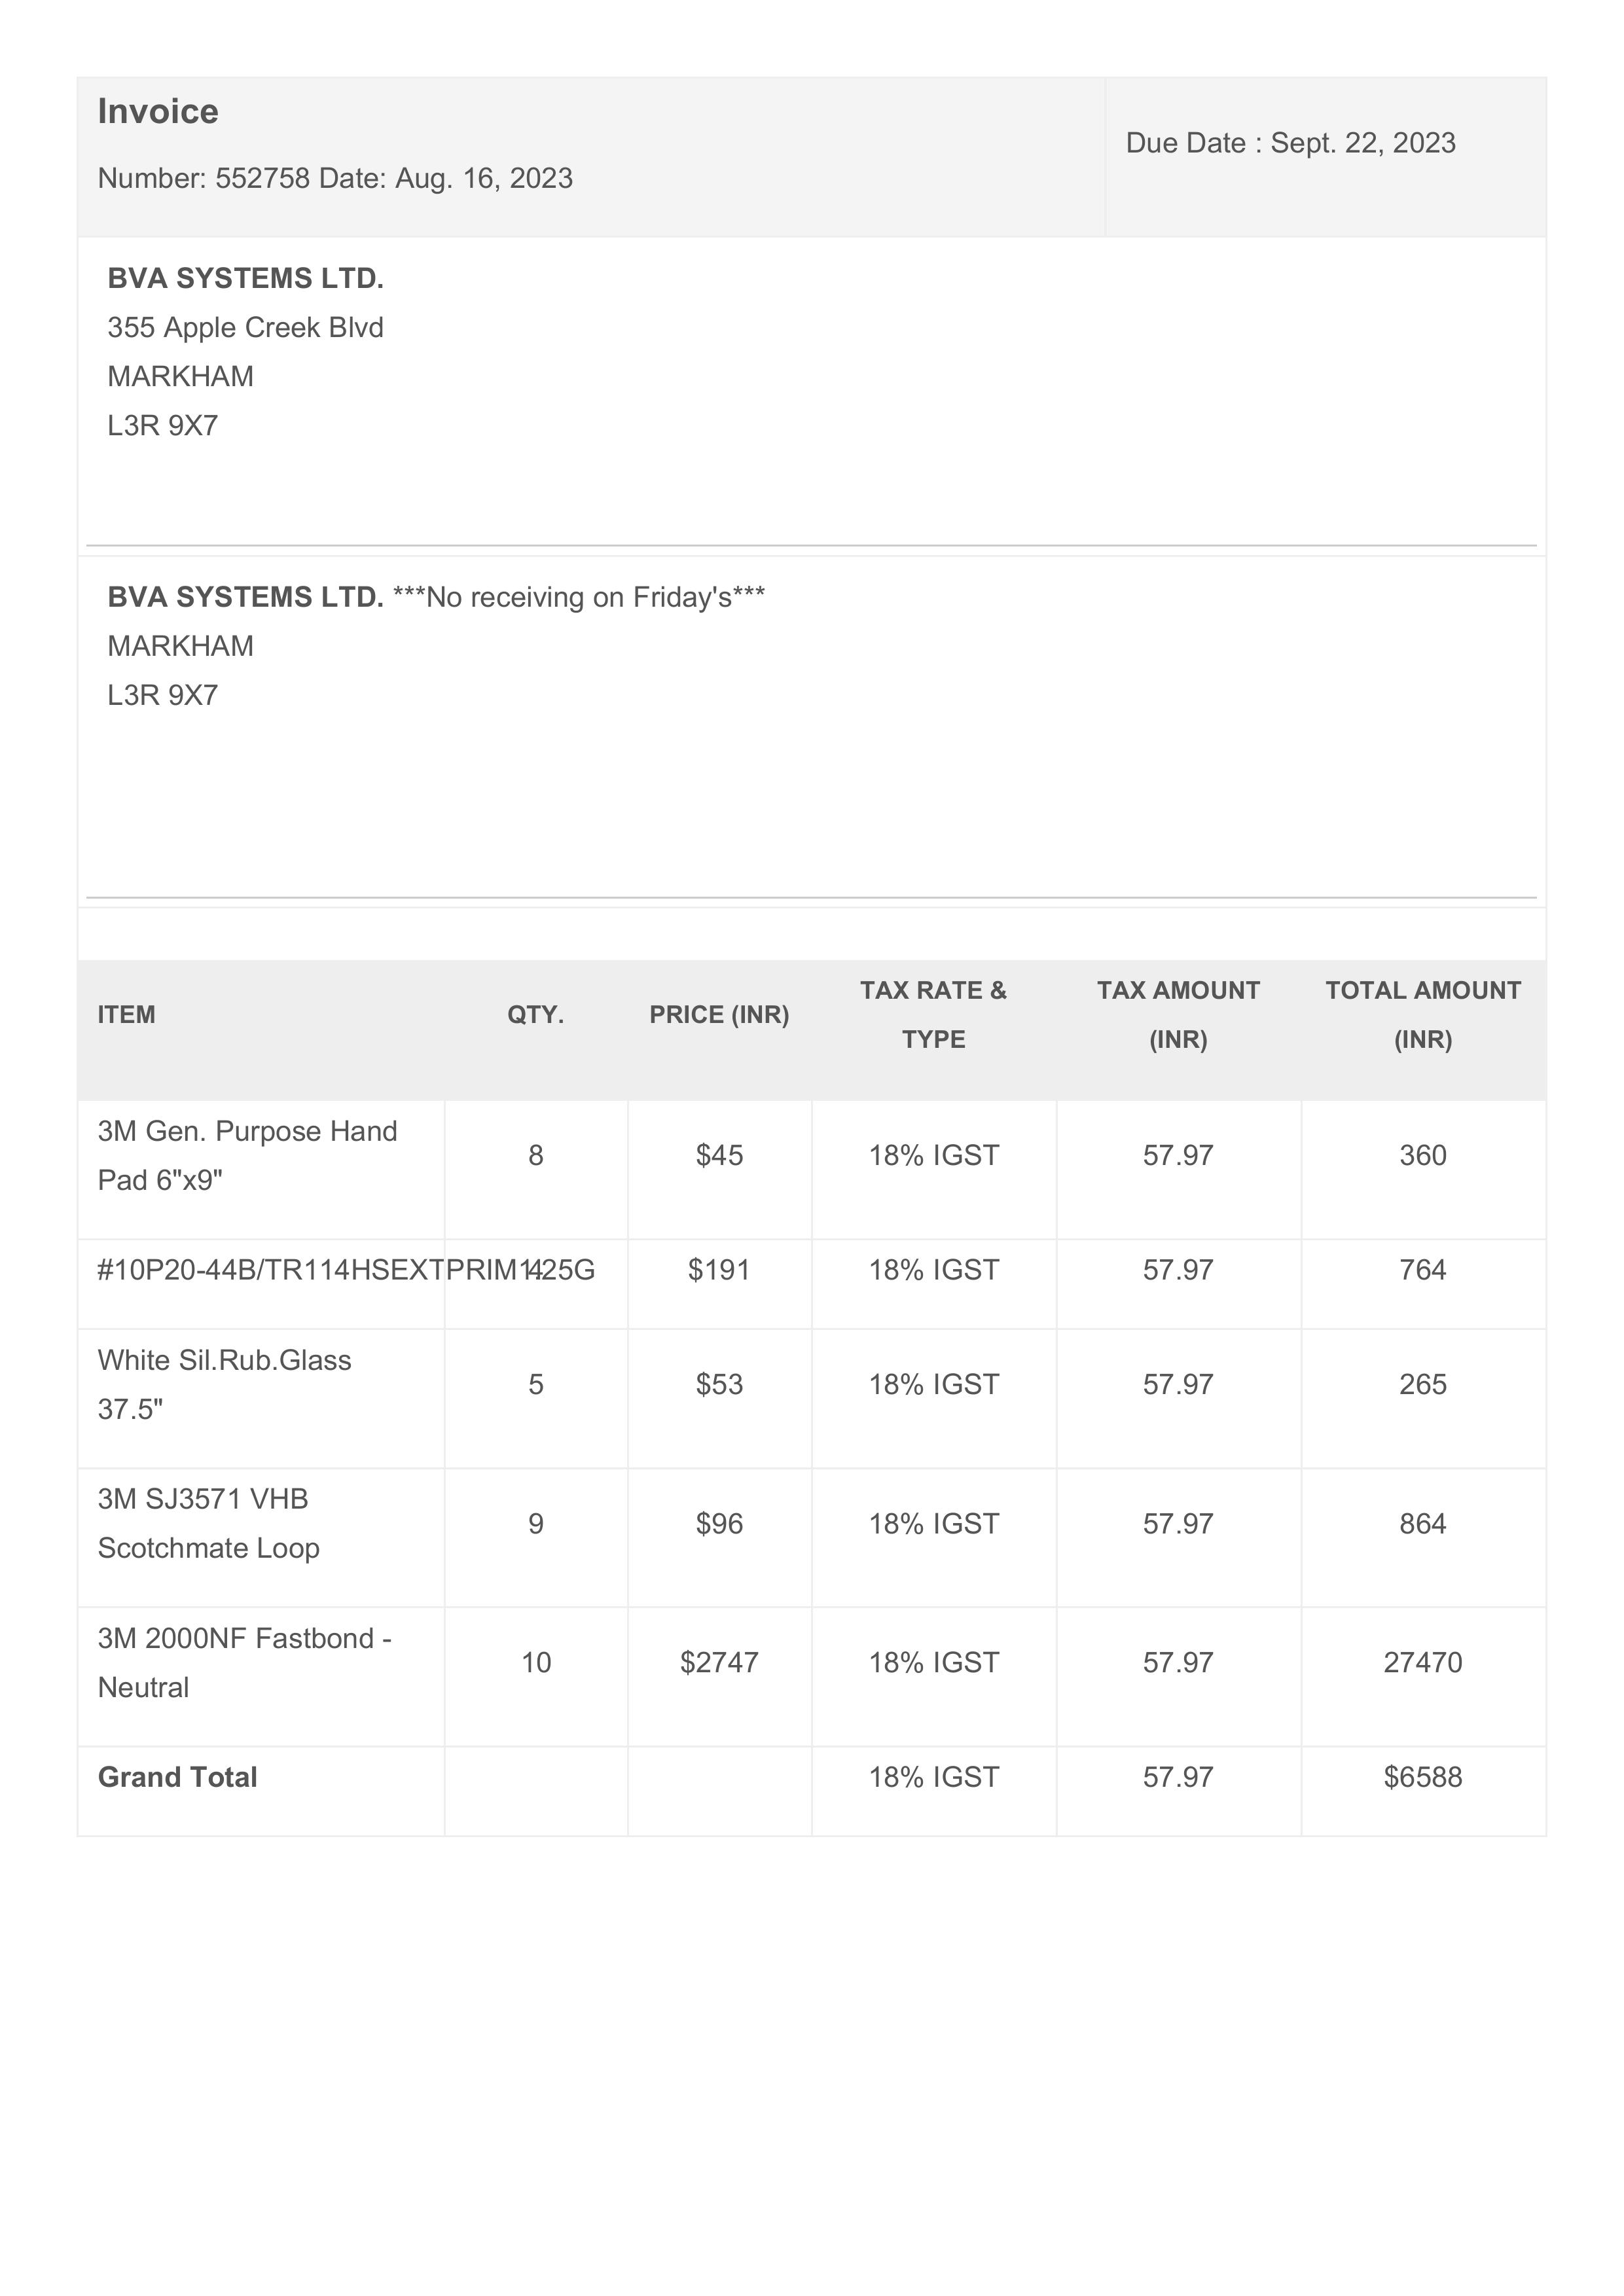 Invoice
Number: 552758 Date: Aug. 16, 2023
Due Date : Sept. 22, 2023
BVA SYSTEMS LTD.
355 Apple Creek Blvd
MARKHAM
L3R 9X7
BVA SYSTEMS LTD. ***No receiving on Friday's***
MARKHAM
L3R 9X7
ITEM QTY. PRICE (INR) TAX RATE & TYPE TAX AMOUNT (INR) TOTAL AMOUNT (INR)
3M Gen. Purpose Hand Pad 6"x9" 8 $45 18% IGST 57.97 360
#10P20-44B/TR114HSEXTPRIM1425G 4 $191 18% IGST 57.97 764
White Sil.Rub.Glass 37.5" 5 $53 18% IGST 57.97 265
3M SJ3571 VHB Scotchmate Loop 9 $96 18% IGST 57.97 864
3M 2000NF Fastbond - Neutral 10 $2747 18% IGST 57.97 27470
Grand Total 18% IGST 57.97 $6588